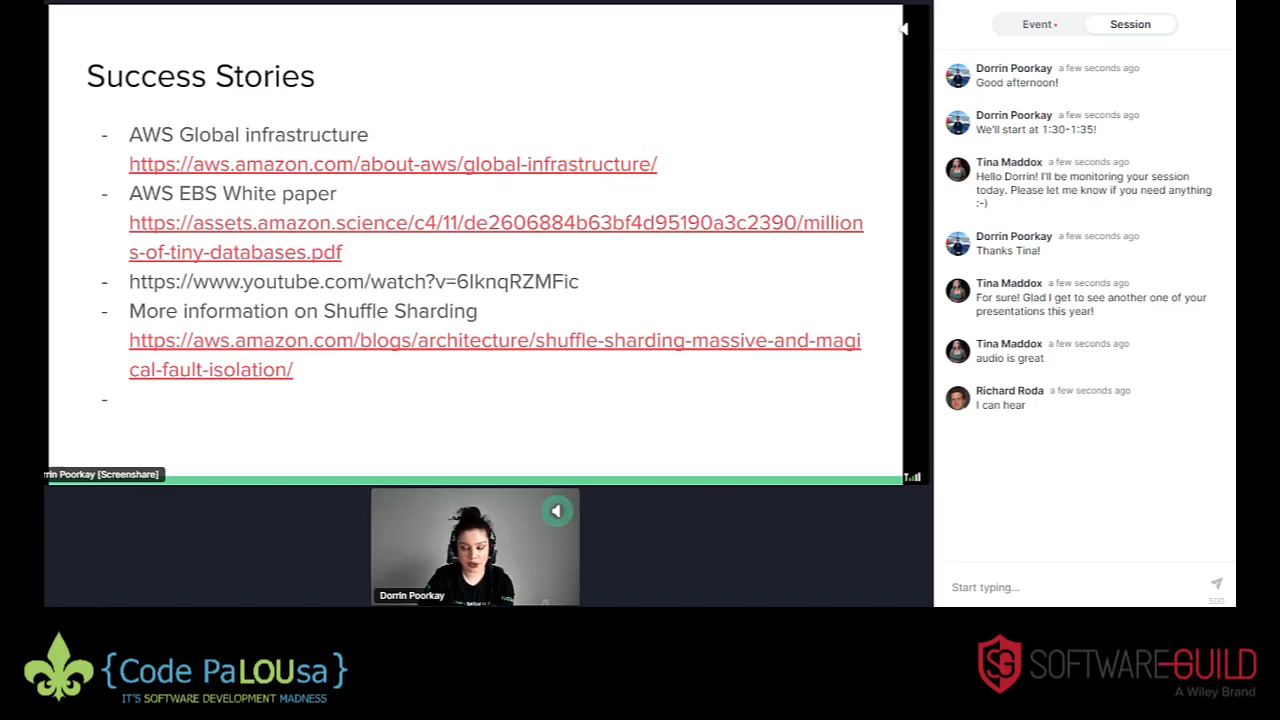 Success Stories
- AWS Global infrastructure
https://aws.amazon.com/about-aws/global-infrastructure/
- AWS EBS White paper
https://assets.amazon.science/c4/11/de2606884b63bf4d95190a3c2390/million
s-of-tiny-databases.pdf
- https://www.youtube.com/watch?v=6IknqRZMFic
- More information on Shuffle Sharding
https://aws.amazon.com/blogs/architecture/shuffle-sharding-massive-and-magi
cal-fault-isolation/
-
rrin Poorkay [Screenshare]
Dorrin Poorkay
Event
Session
Dorrin Poorkay a few seconds ago
Good afternoon!
Dorrin Poorkay a few seconds ago
We'll start at 1:30-1:35!
Tina Maddox a few seconds ago
Hello Dorrin! I'll be monitoring your session
today. Please let me know if you need anything
:-)
Dorrin Poorkay a few seconds ago
Thanks Tina!
Tina Maddox a few seconds ago
For sure! Glad I get to see another one of your
presentations this year!
Tina Maddox a few seconds ago
audio is great
Richard Roda a few seconds ago
I can hear
Start typing...
500
{Code PaLOUsa}
IT'S SOFTWARE DEVELOPMENT MADNESS
SG
SOFTWARE GUILD
A Wiley Brand